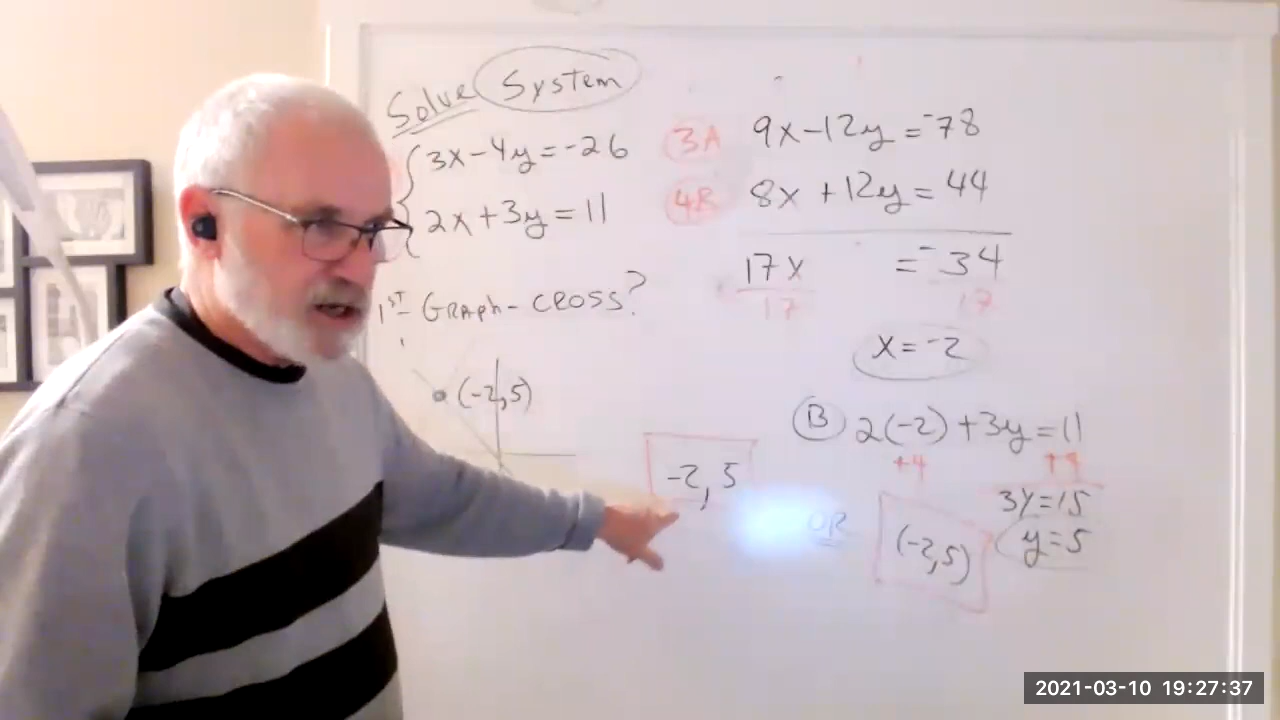 Solve System
3x-4y=-26
2x+3y=11
1ST GRAPh-CROSS?
(-2,5)
-2,5
3A 9x-12y=-78
4B 8x+12y=44
17x =-34
17 17
x=-2
B 2(-2)+3y=11
+4 +4
3y=15
y=5
OR
(-2,5)
2021-03-10 19:27:37